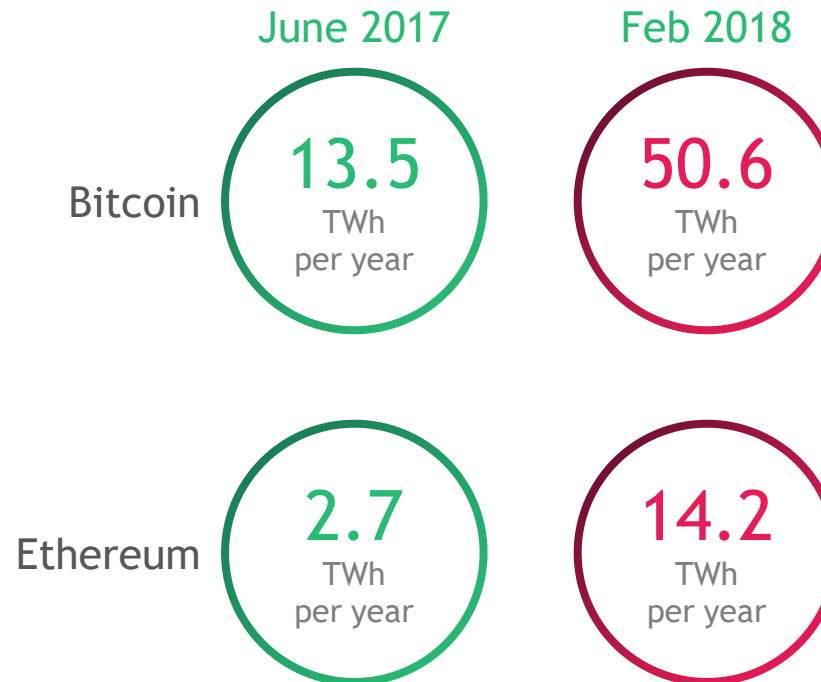 June 2017
Feb 2018
Bitcoin
13.5
TWh
per year
50.6
TWh
per year
Ethereum
2.7
TWh
per year
14.2
TWh
per year